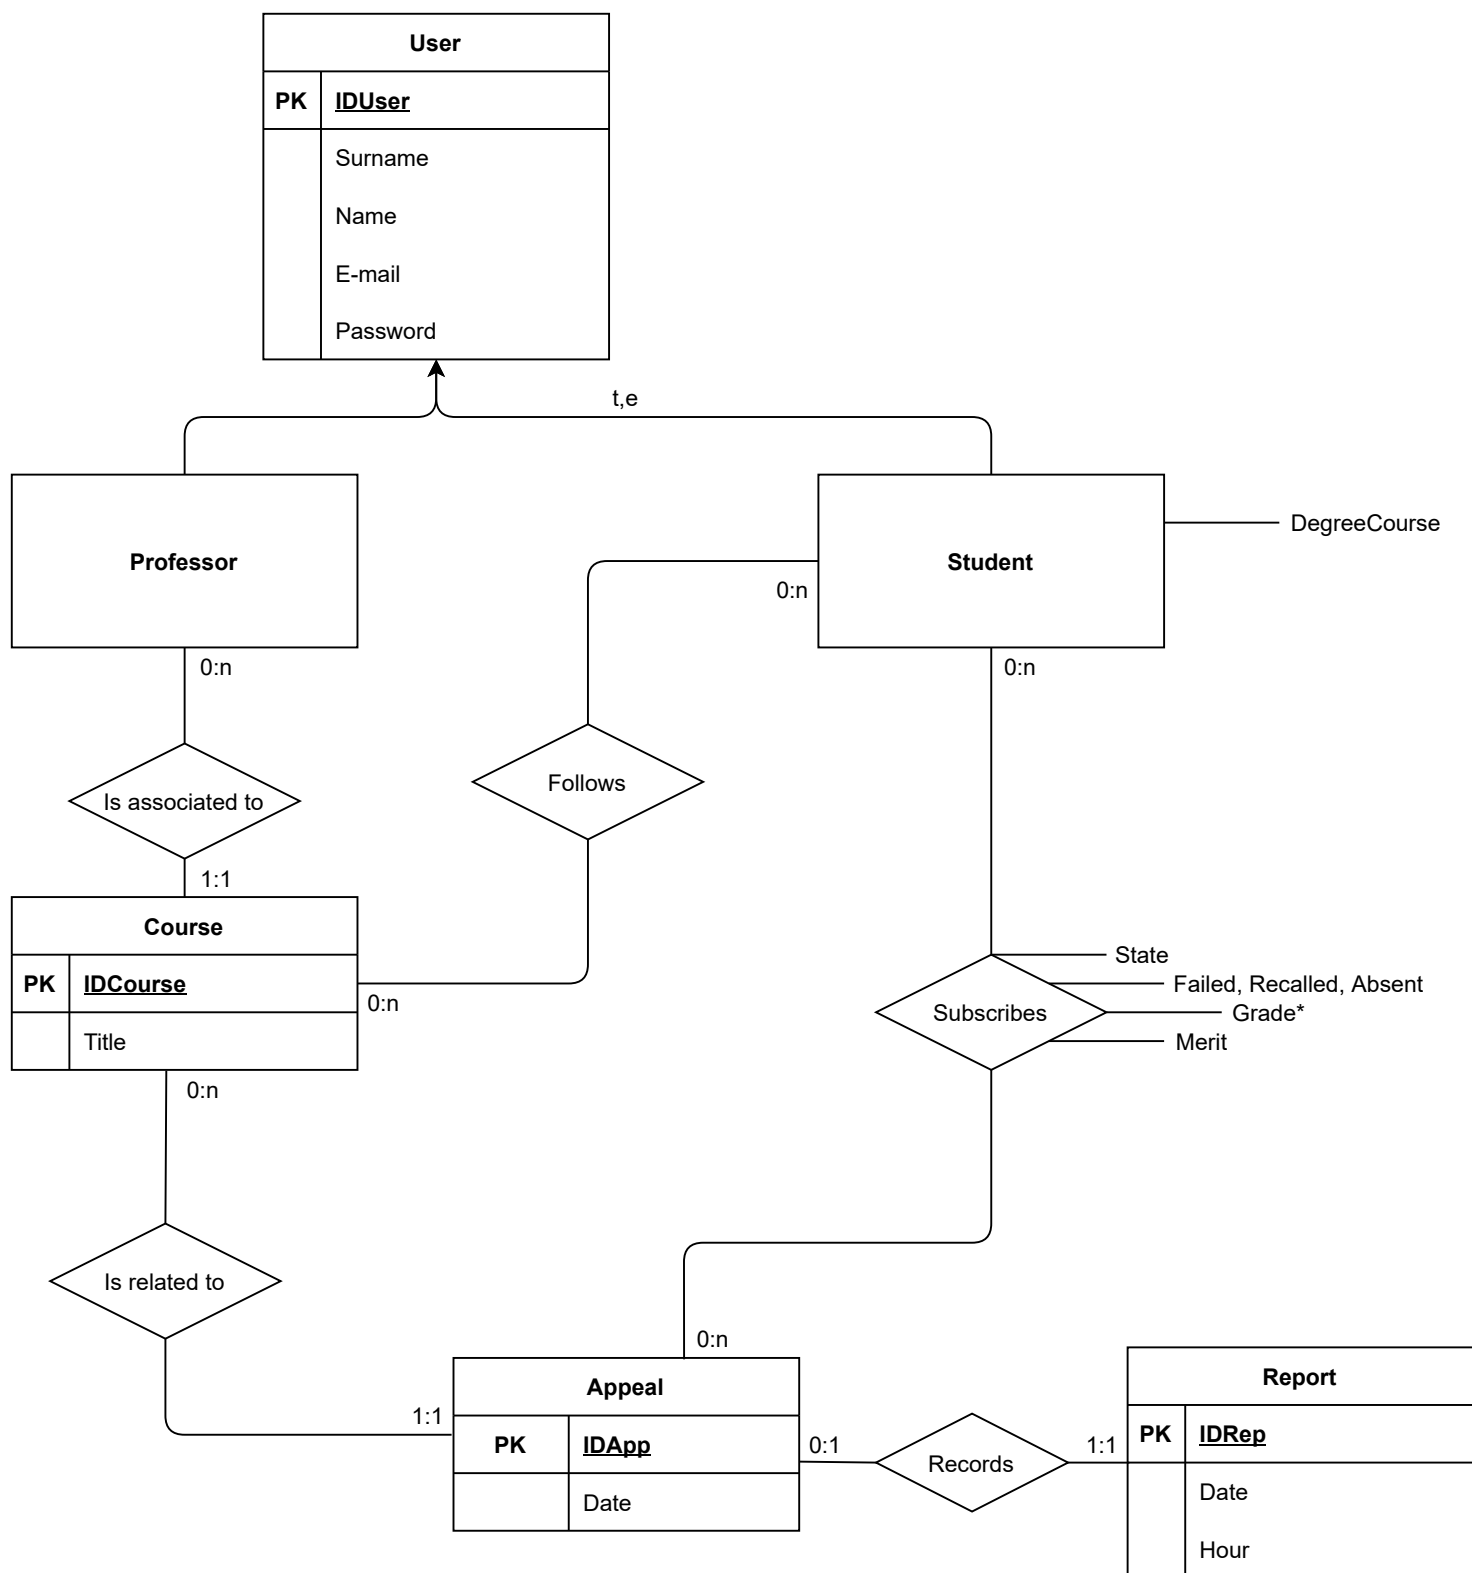 User
PK IDUser
Surname
Name
E-mail
Password
t,e
Professor
Student
DegreeCourse
0:n
0:n
0:n
Is associated to
Follows
1:1
Course
PK IDCourse
Title
0:n
0:n
State
Failed, Recalled, Absent
Subscribes
Grade*
Merit
Is related to
0:n
1:1
Appeal
PK IDApp
Date
0:1
Records
1:1
Report
PK IDRep
Date
Hour